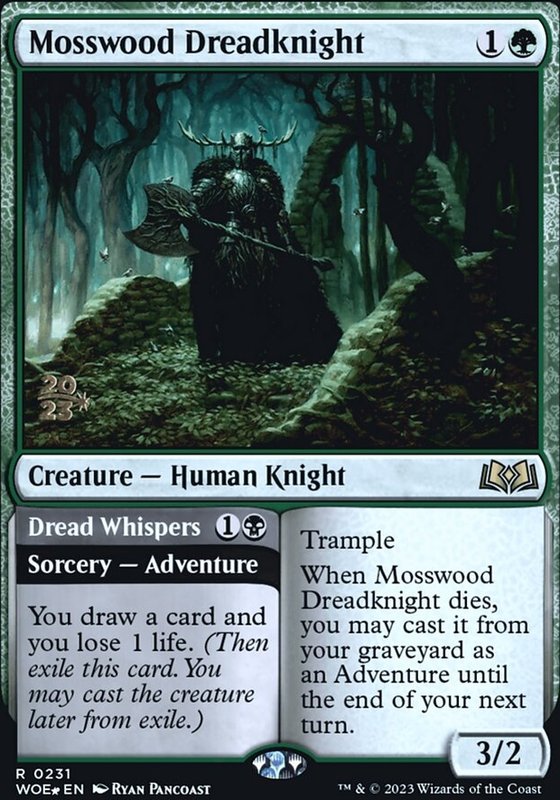 Mosswood Dreadknight 1
20
23
Creature — Human Knight
Dread Whispers 1
Sorcery — Adventure
You draw a card and
you lose 1 life. (Then
exile this card. You
may cast the creature
later from exile.)
Trample
When Mosswood
Dreadknight dies,
you may cast it from
your graveyard as
an Adventure until
the end of your next
turn.
3/2
R 0231
WOE★EN Ryan Pancoast
™ & © 2023 Wizards of the Coast